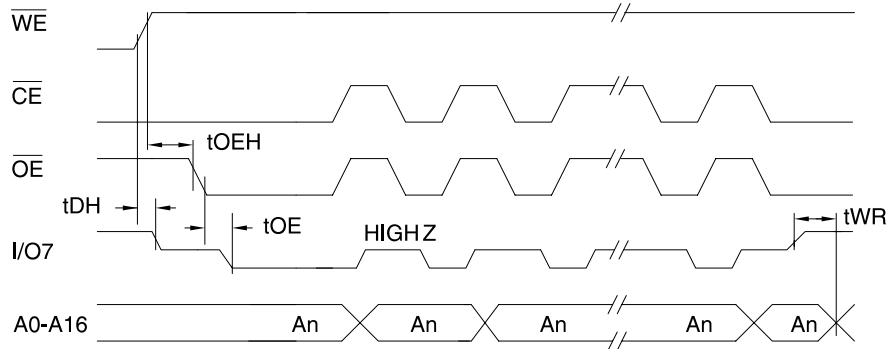 WE
CE
tOEH
OE
tDH
tOE
HIGH Z
tWR
I/O7
A0-A16 An An An An An